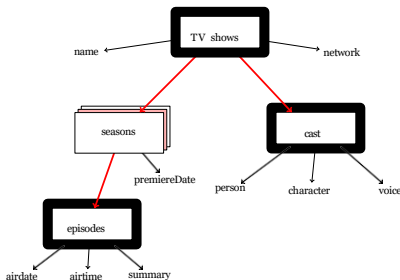 TV shows
name
network
seasons
cast
premiereDate
person
character
voice
episodes
airdate
airtime
summary